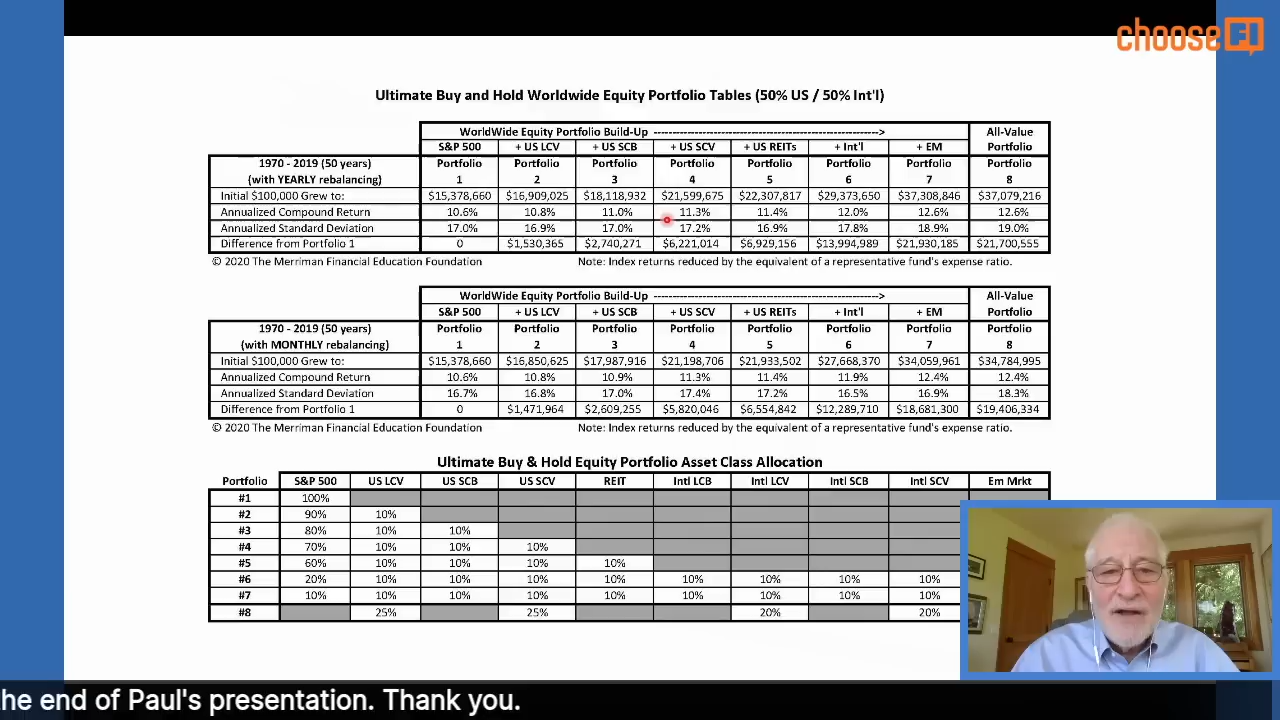 chooseFI
Ultimate Buy and Hold Worldwide Equity Portfolio Tables (50% US / 50% Int'l)
WorldWide Equity Portfolio Build-Up ------------------------------------------------> All-Value
S&P 500 + US LCV + US SCB + US SCV + US REITs + Int'l + EM Portfolio
1970 - 2019 (50 years) Portfolio Portfolio Portfolio Portfolio Portfolio Portfolio Portfolio Portfolio
(with YEARLY rebalancing) 1 2 3 4 5 6 7 8
Initial $100,000 Grew to: $15,378,660 $16,909,025 $18,118,932 $21,599,675 $22,307,817 $29,373,650 $37,308,846 $37,079,216
Annualized Compound Return 10.6% 10.8% 11.0% 11.3% 11.4% 12.0% 12.6% 12.6%
Annualized Standard Deviation 17.0% 16.9% 17.0% 17.2% 16.9% 17.8% 18.9% 19.0%
Difference from Portfolio 1 0 $1,530,365 $2,740,271 $6,221,014 $6,929,156 $13,994,989 $21,930,185 $21,700,555
© 2020 The Merriman Financial Education Foundation Note: Index returns reduced by the equivalent of a representative fund's expense ratio.
WorldWide Equity Portfolio Build-Up ------------------------------------------------> All-Value
S&P 500 + US LCV + US SCB + US SCV + US REITs + Int'l + EM Portfolio
1970 - 2019 (50 years) Portfolio Portfolio Portfolio Portfolio Portfolio Portfolio Portfolio Portfolio
(with MONTHLY rebalancing) 1 2 3 4 5 6 7 8
Initial $100,000 Grew to: $15,378,660 $16,850,625 $17,987,916 $21,198,706 $21,933,502 $27,668,370 $34,059,961 $34,784,995
Annualized Compound Return 10.6% 10.8% 10.9% 11.3% 11.4% 11.9% 12.4% 12.4%
Annualized Standard Deviation 16.7% 16.8% 17.0% 17.4% 17.2% 16.5% 16.9% 18.3%
Difference from Portfolio 1 0 $1,471,964 $2,609,255 $5,820,046 $6,554,842 $12,289,710 $18,681,300 $19,406,334
© 2020 The Merriman Financial Education Foundation Note: Index returns reduced by the equivalent of a representative fund's expense ratio.
Ultimate Buy & Hold Equity Portfolio Asset Class Allocation
Portfolio S&P 500 US LCV US SCB US SCV REIT Intl LCB Intl LCV Intl SCB Intl SCV Em Mrkt
#1 100%
#2 90% 10%
#3 80% 10% 10%
#4 70% 10% 10% 10%
#5 60% 10% 10% 10% 10%
#6 20% 10% 10% 10% 10% 10% 10% 10% 10%
#7 10% 10% 10% 10% 10% 10% 10% 10% 10%
#8 25% 25% 20% 20%
he end of Paul's presentation. Thank you.